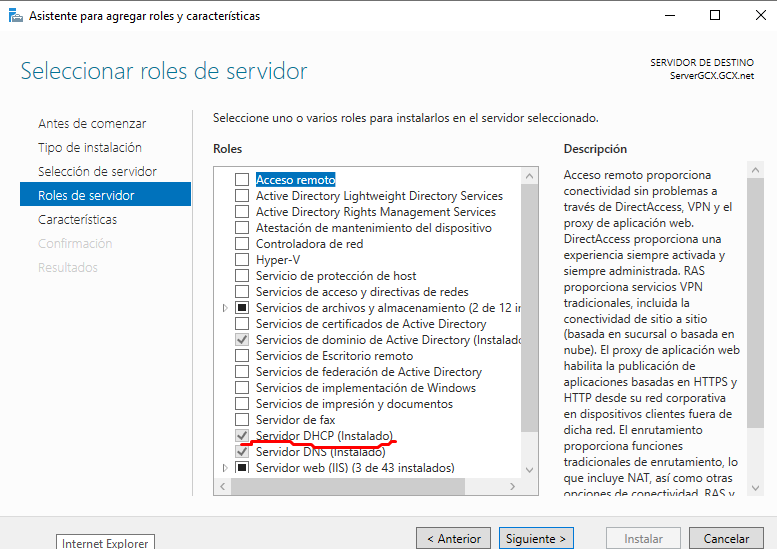 Asistente para agregar roles y características
Seleccionar roles de servidor
SERVIDOR DE DESTINO
ServerGCX.GCX.net
Antes de comenzar
Tipo de instalación
Selección de servidor
Roles de servidor
Características
Confirmación
Resultados
Seleccione uno o varios roles para instalarlos en el servidor seleccionado.
Roles
Acceso remoto
Active Directory Lightweight Directory Services
Active Directory Rights Management Services
Atestación de mantenimiento del dispositivo
Controladora de red
Hyper-V
Servicio de protección de host
Servicios de acceso y directivas de redes
Servicios de archivos y almacenamiento (2 de 12 in
Servicios de certificados de Active Directory
Servicios de dominio de Active Directory (Instalado
Servicios de Escritorio remoto
Servicios de federación de Active Directory
Servicios de implementación de Windows
Servicios de impresión y documentos
Servidor de fax
Servidor DHCP (Instalado)
Servidor DNS (Instalado)
Servidor web (IIS) (3 de 43 instalados)
Descripción
Acceso remoto proporciona
conectividad sin problemas a
través de DirectAccess, VPN y el
proxy de aplicación web.
DirectAccess proporciona una
experiencia siempre activada y
siempre administrada. RAS
proporciona servicios VPN
tradicionales, incluida la
conectividad de sitio a sitio
(basada en sucursal o basada en
nube). El proxy de aplicación web
habilita la publicación de
aplicaciones basadas en HTTPS y
HTTP desde su red corporativa
en dispositivos clientes fuera de
dicha red. El enrutamiento
proporciona funciones
tradicionales de enrutamiento, lo
que incluye NAT, así como otras
opciones de conectividad. RAS y
< Anterior
Siguiente >
Instalar
Cancelar
Internet Explorer